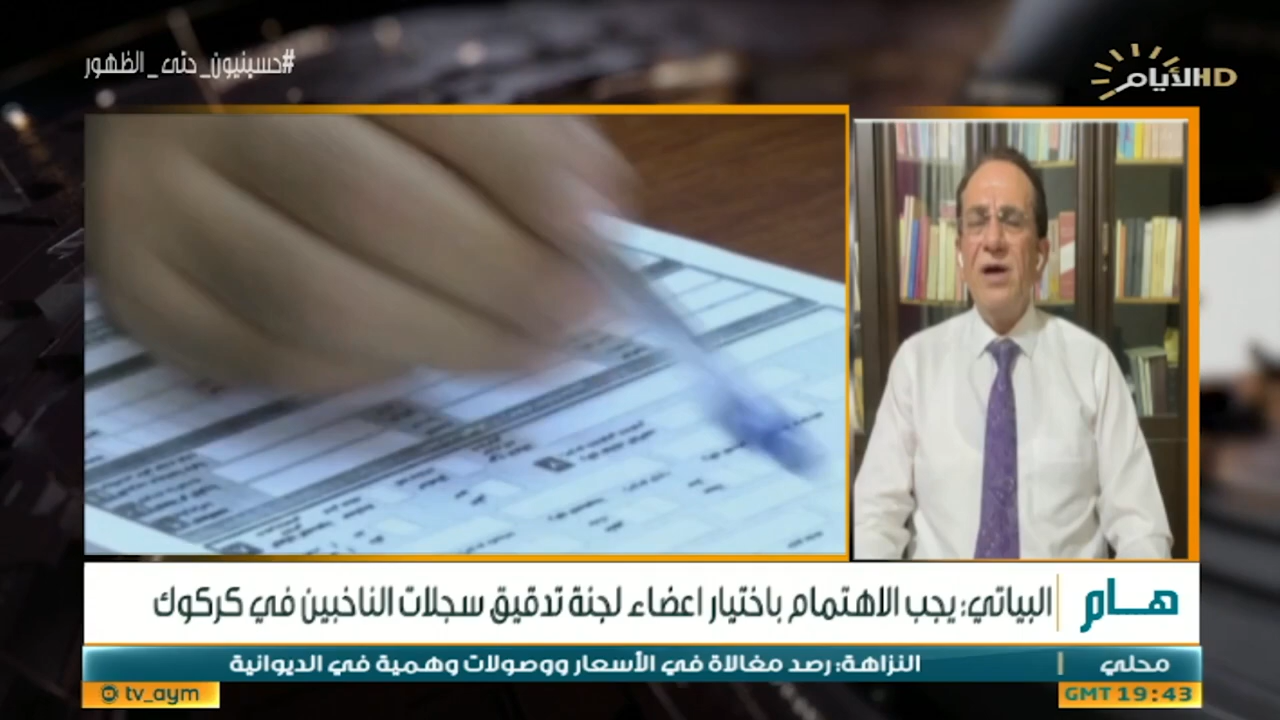 #حسينيون_حتى_الظهور
الأيام HD
هام
البياتي: يجب الاهتمام باختيار اعضاء لجنة تدقيق سجلات الناخبين في كركوك
محلي | النزاهة: رصد مغالاة في الأسعار ووصولات وهمية في الديوانية
tv_aym
GMT 19:43